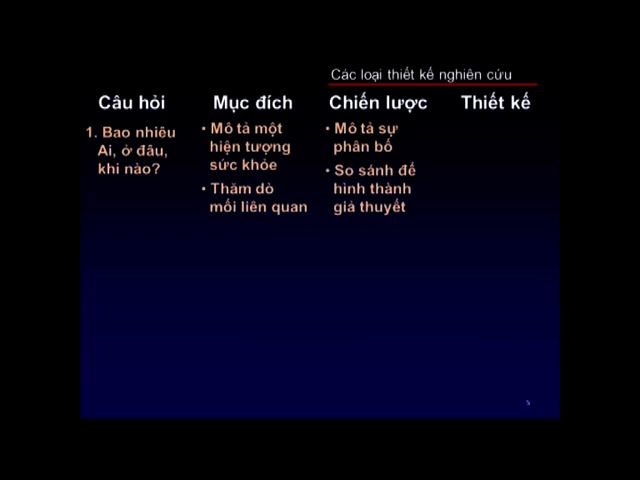 Các loại thiết kế nghiên cứu
Câu hỏi Mục đích Chiến lược Thiết kế
1. Bao nhiêu
Ai, ở đâu,
khi nào?
• Mô tả một
hiện tượng
sức khỏe
• Thăm dò
mối liên quan
• Mô tả sự
phân bố
• So sánh để
hình thành
giả thuyết